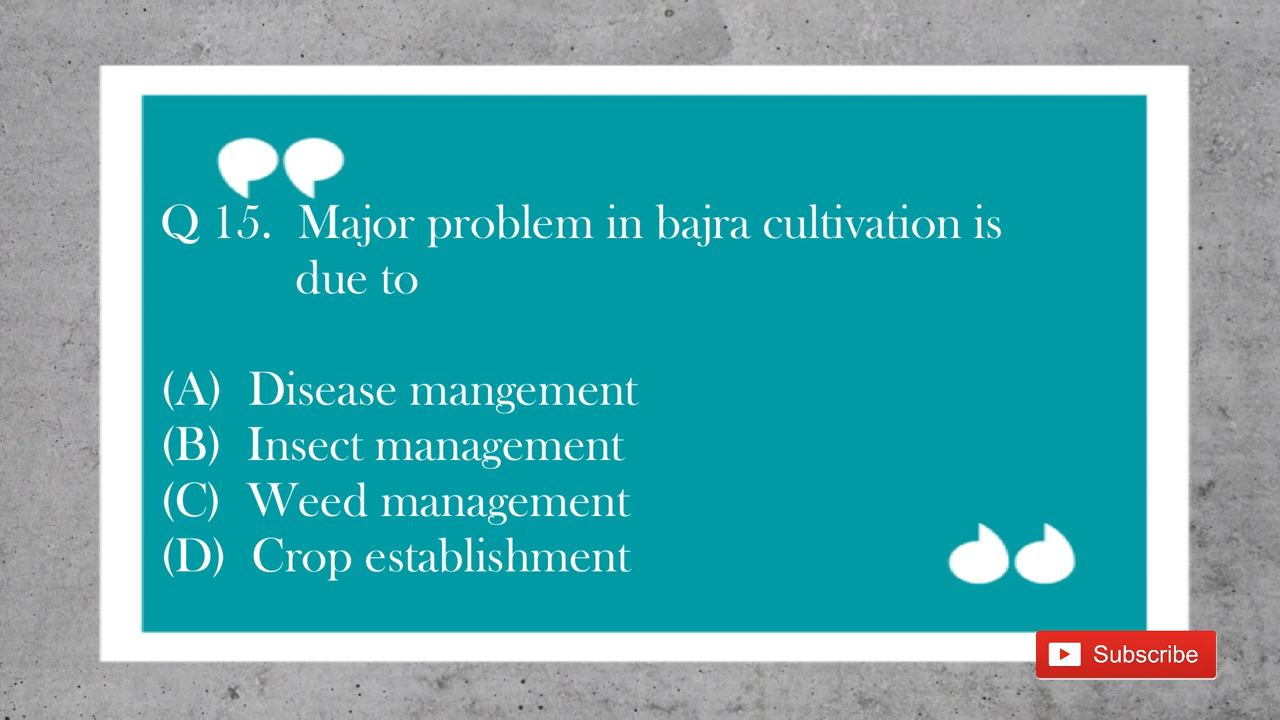 Q 15. Major problem in bajra cultivation is
due to
(A) Disease mangement
(B) Insect management
(C) Weed management
(D) Crop establishment
Subscribe